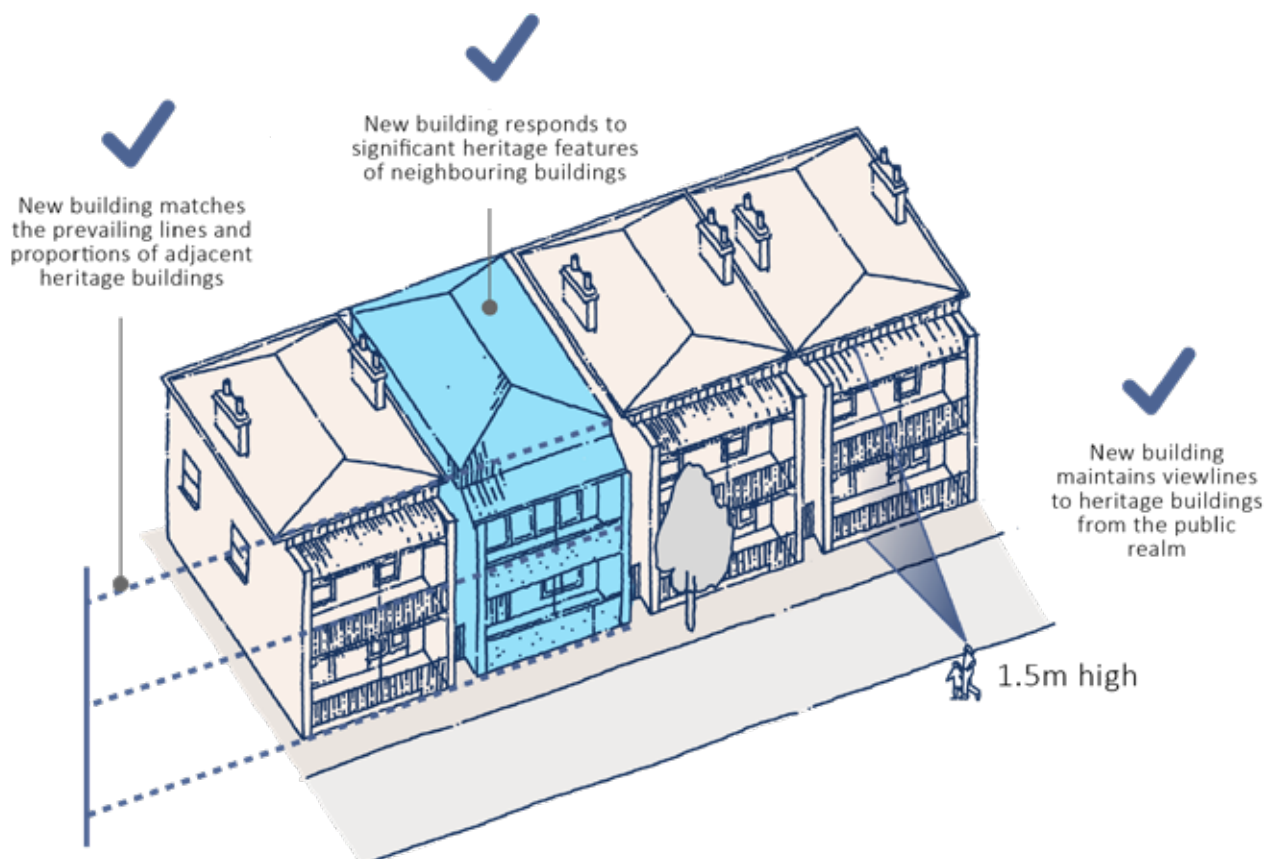 New building matches
the prevailing lines and
proportions of adjacent
heritage buildings
New building responds to
significant heritage features
of neighbouring buildings
New building
maintains viewlines
to heritage buildings
from the public
realm
1.5m high